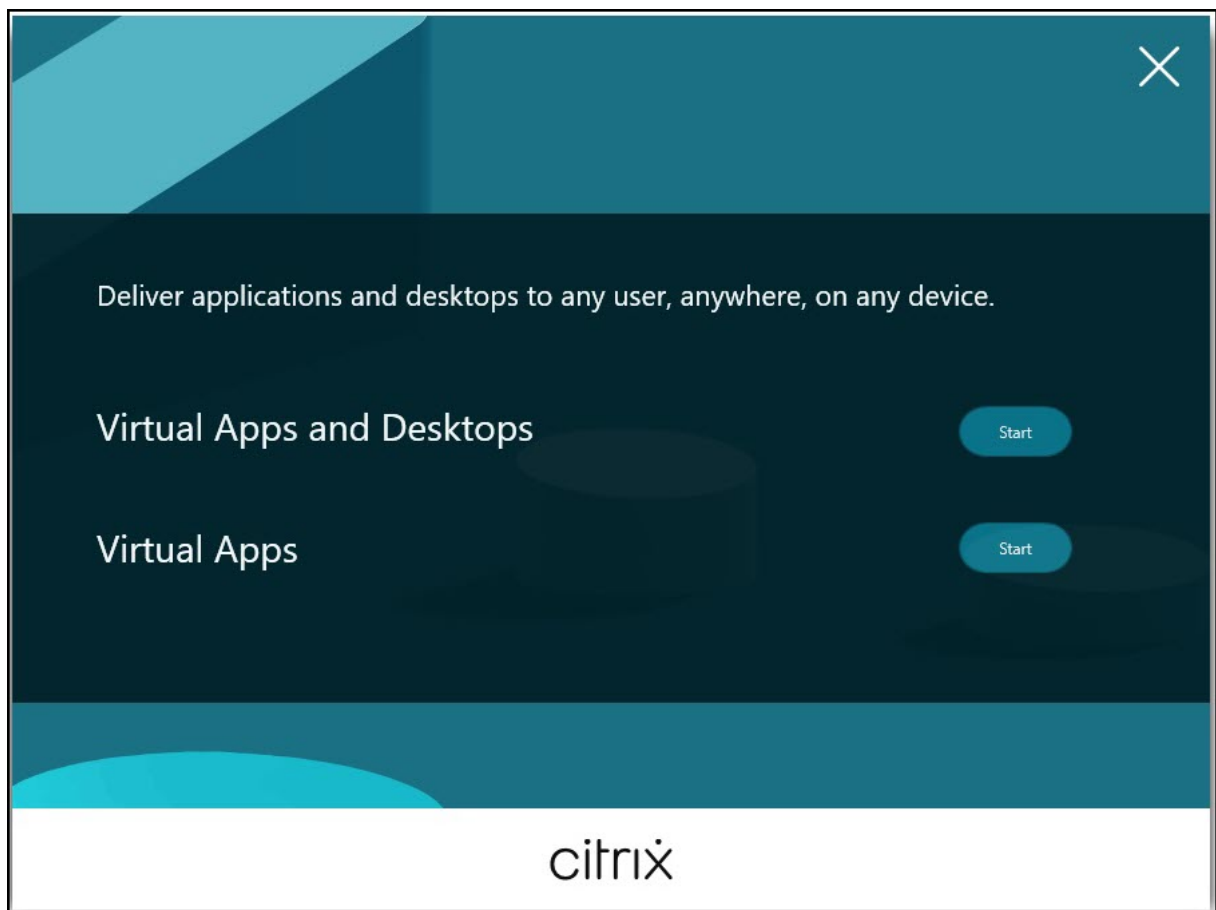 Deliver applications and desktops to any user, anywhere, on any device.
Virtual Apps and Desktops
Start
Virtual Apps
Start
citrix